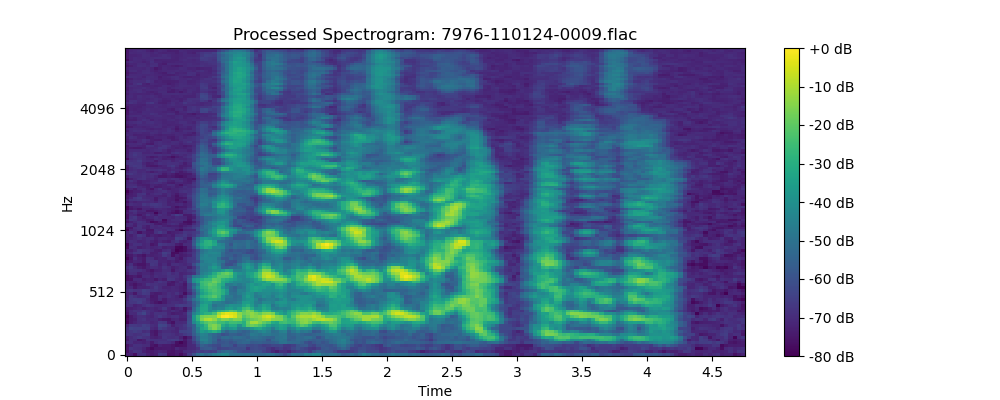 Processed Spectrogram: 7976-110124-0009.flac
Hz
4096
2048
1024
512
0
0 0.5 1 1.5 2 2.5 3 3.5 4 4.5
Time
+0 dB
-10 dB
-20 dB
-30 dB
-40 dB
-50 dB
-60 dB
-70 dB
-80 dB